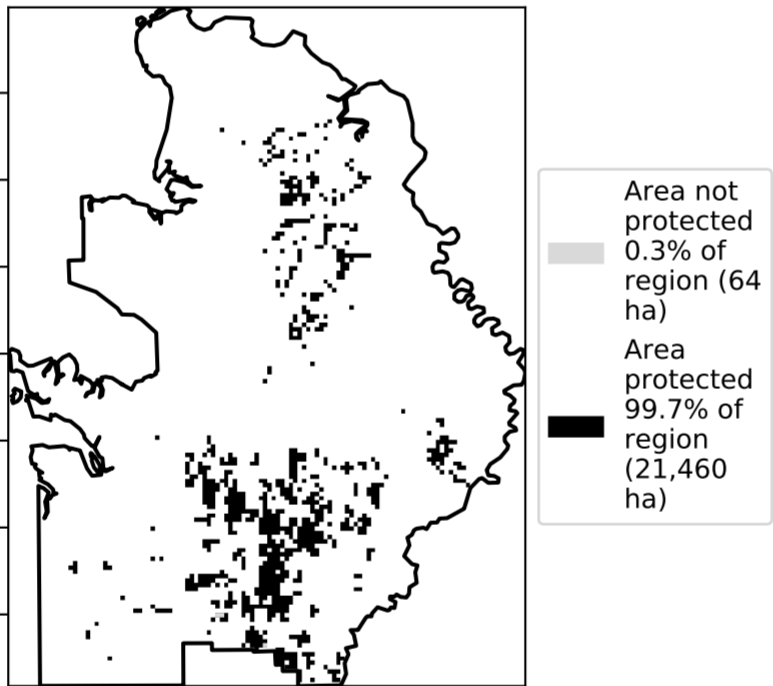 Area not
protected
0.3% of
region (64
ha)
Area
protected
99.7% of
region
(21,460
ha)